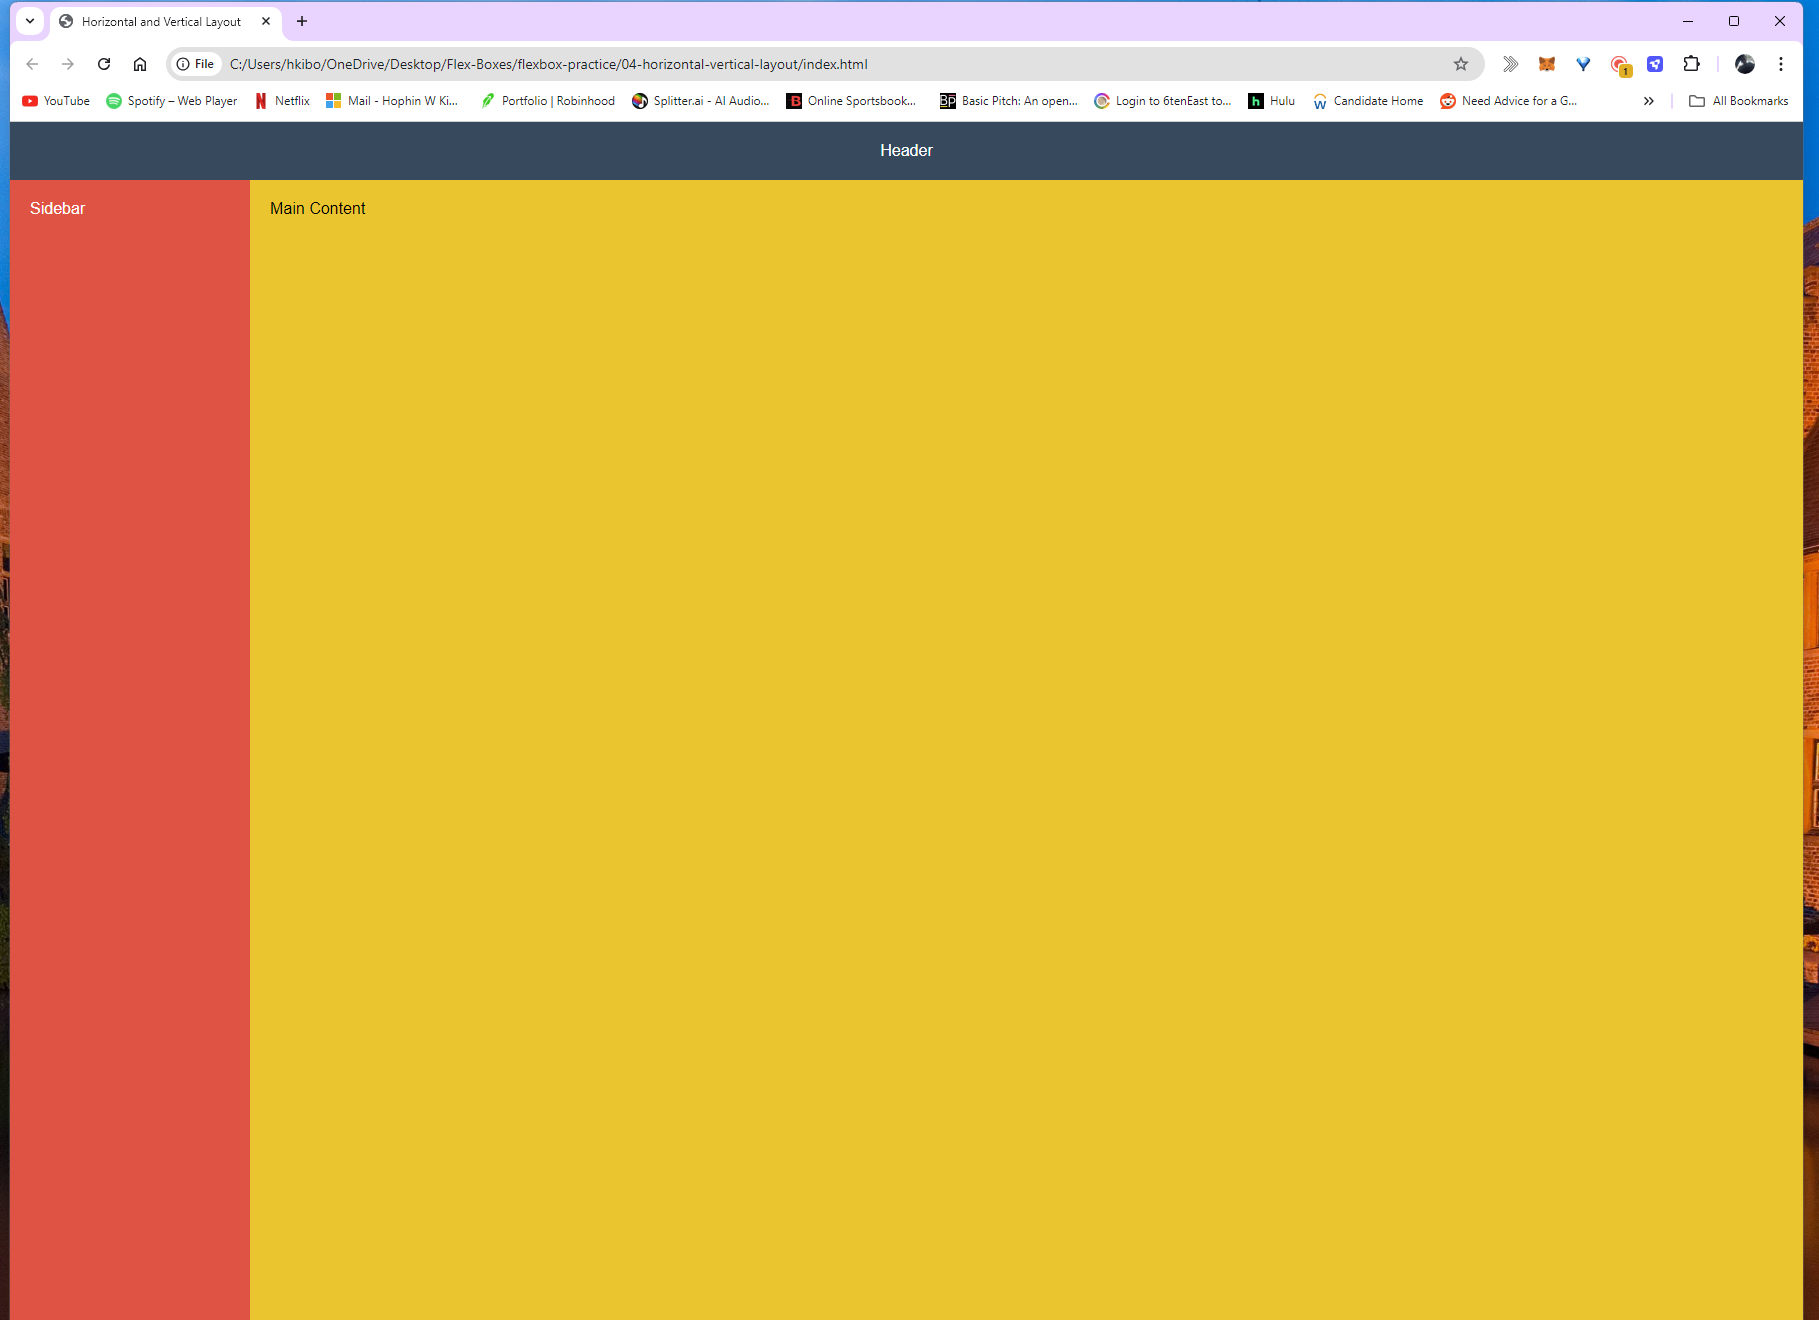 Horizontal and Vertical Layout
File C:/Users/hkibo/OneDrive/Desktop/Flex-Boxes/flexbox-practice/04-horizontal-vertical-layout/index.html
1
YouTube Spotify – Web Player Netflix Mail - Hophin W Ki... Portfolio | Robinhood Splitter.ai - AI Audio... B Online Sportsbook... BP Basic Pitch: An open... Login to 6tenEast to... h Hulu W Candidate Home Need Advice for a G... » All Bookmarks
Header
Sidebar
Main Content